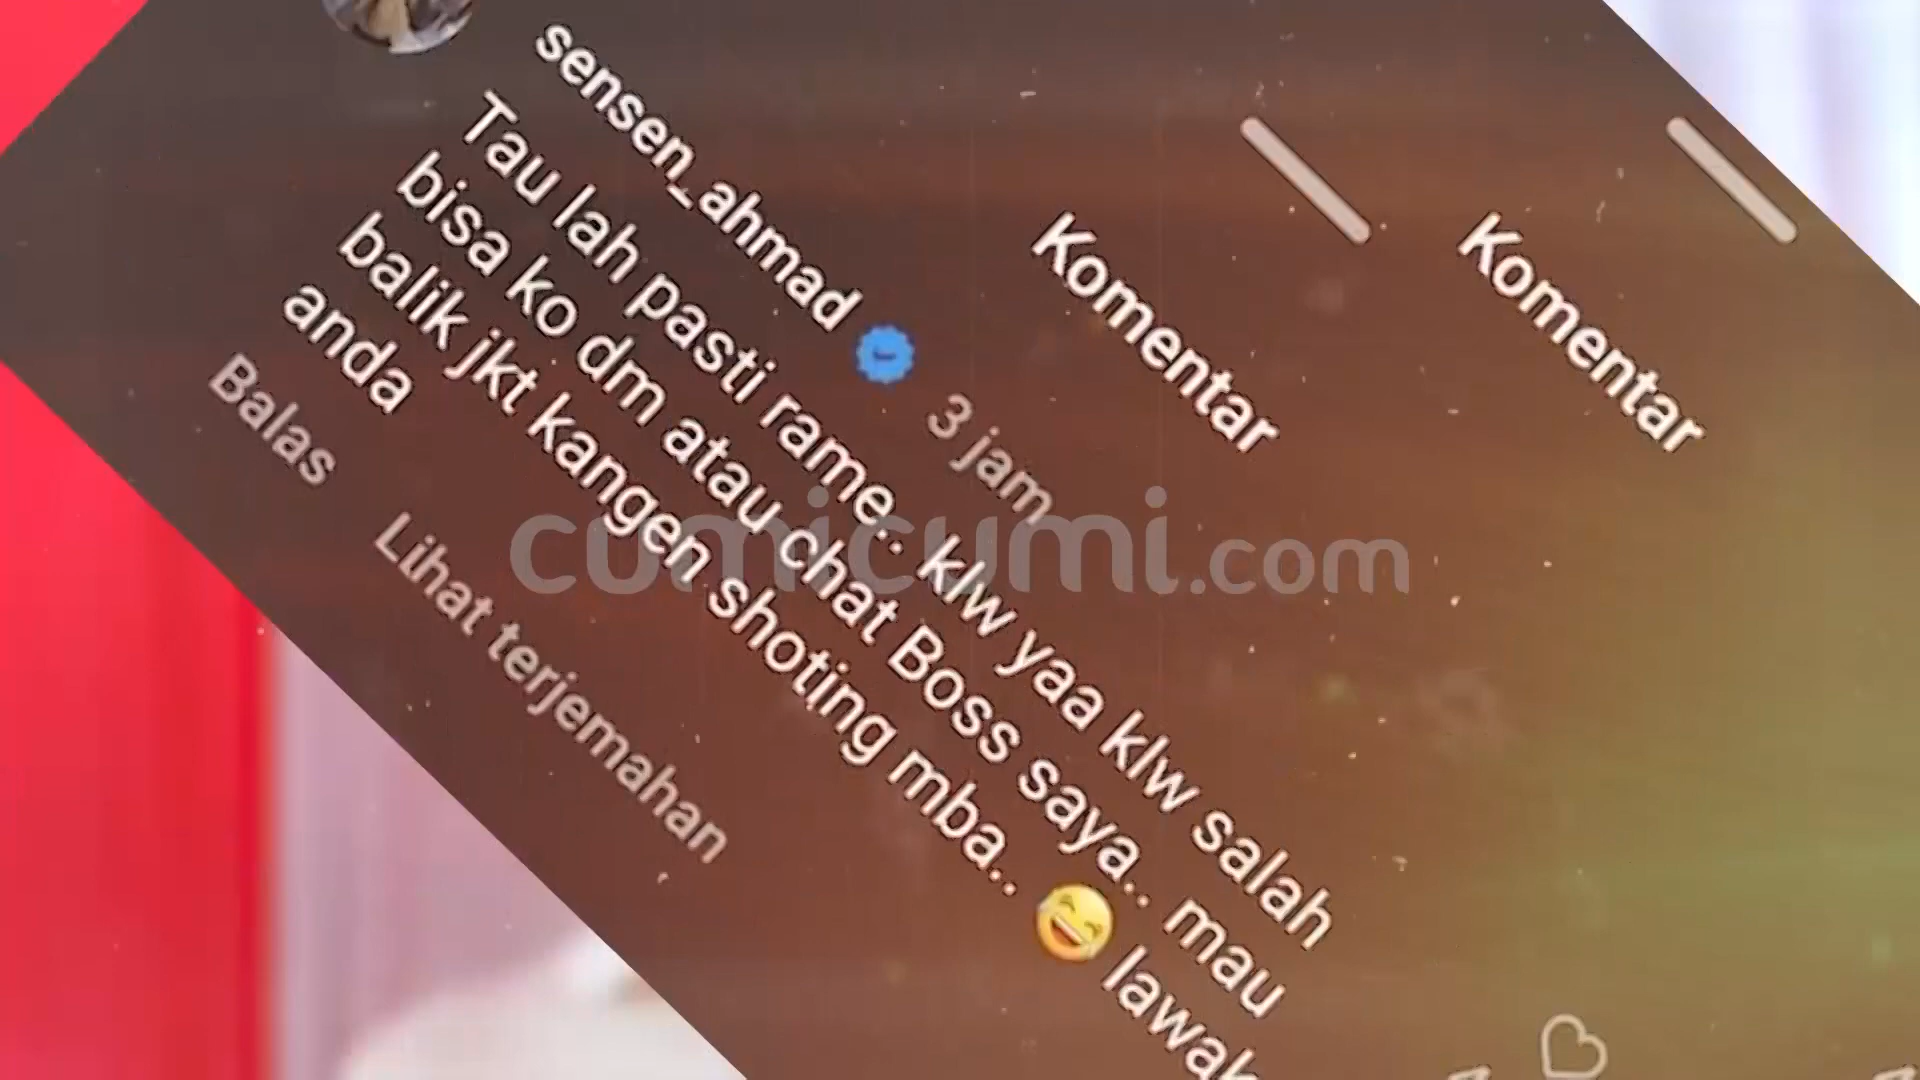 Komentar
Komentar
sensen_ahmad 3 jam
Tau lah pasti rame.. klw yaa klw salah
bisa ko dm atau chat Boss saya.. mau
balik jkt kangen shoting mba.. 😅 lawak
anda
Balas Lihat terjemahan
cumicumi.com